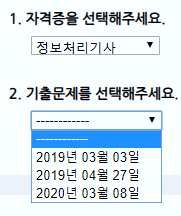 1. 자격증을 선택해주세요.
정보처리기사
2. 기출문제를 선택해주세요.
------------
------------
2019년 03월 03일
2019년 04월 27일
2020년 03월 08일